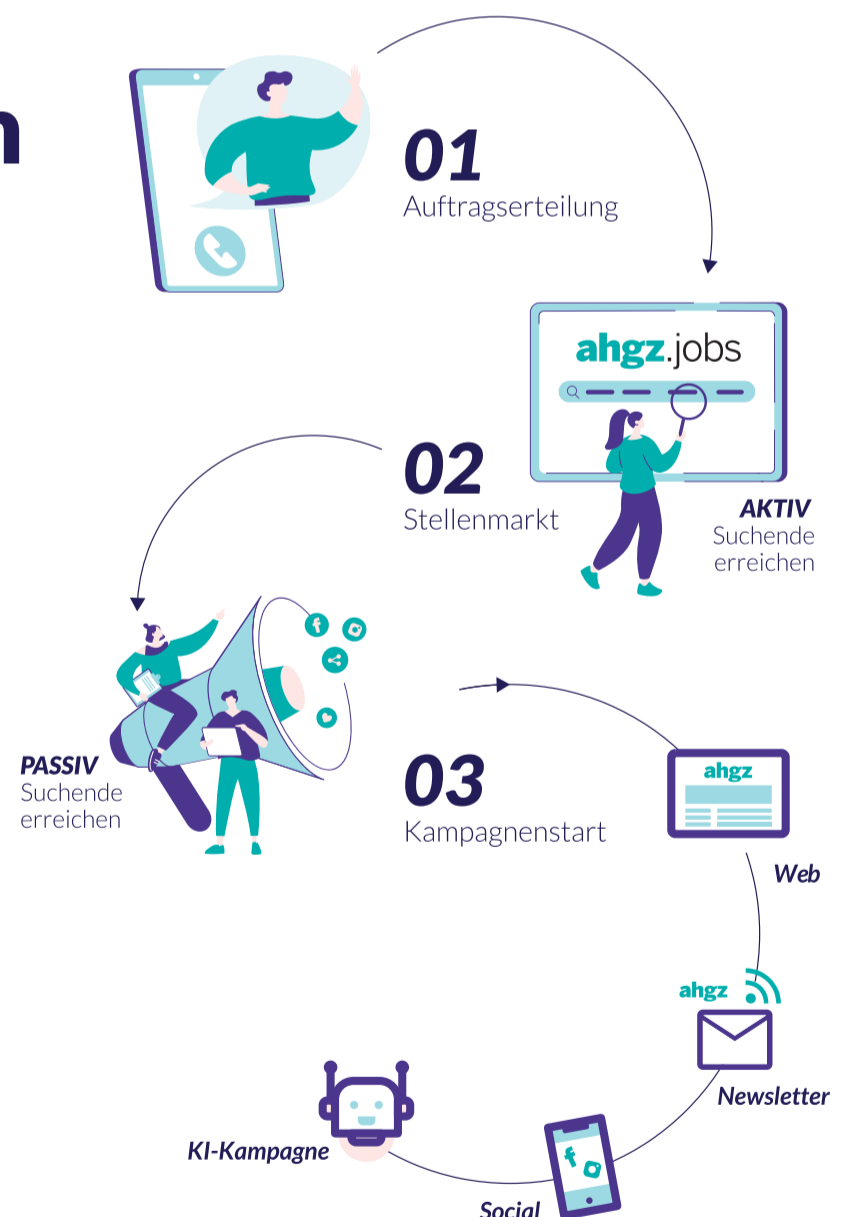 01
Auftragserteilung
ahgz.jobs
02
Stellenmarkt
AKTIV
Suchende
erreichen
PASSIV
Suchende
erreichen
03
Kampagnenstart
ahgz
Web
ahgz
Newsletter
KI-Kampagne
Social